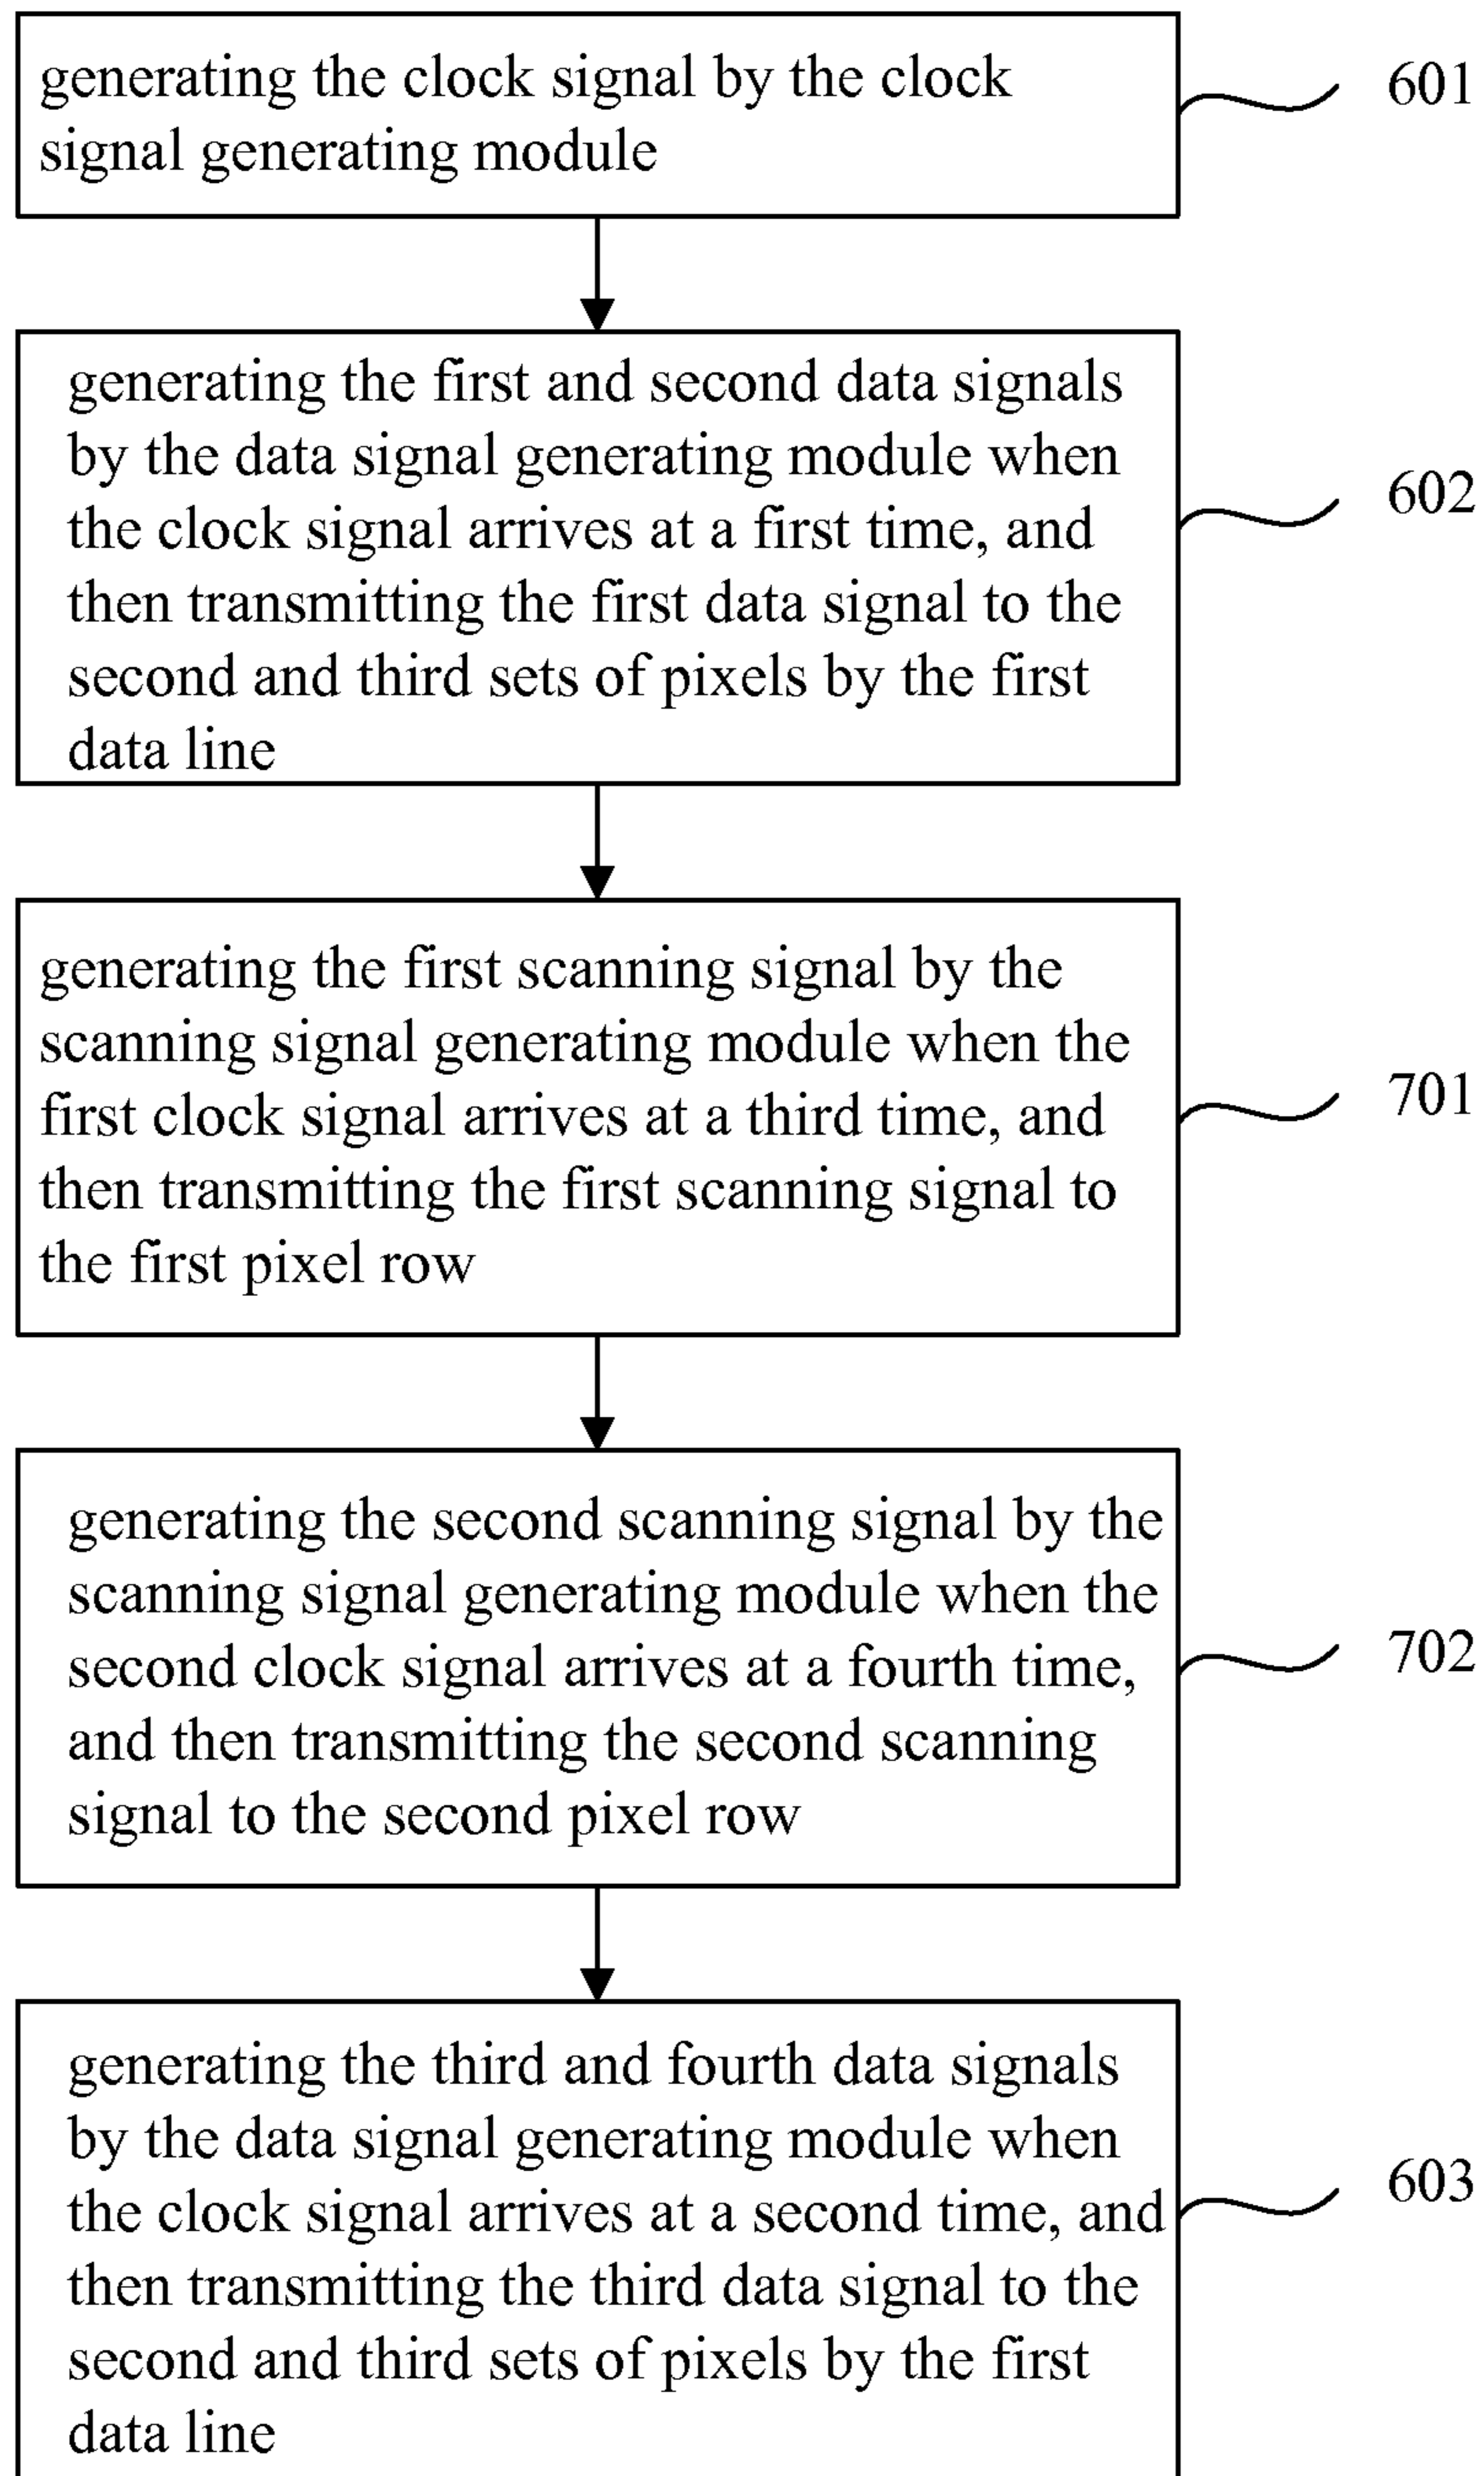 generating the clock signal by the clock
signal generating module
601
generating the first and second data signals
by the data signal generating module when
the clock signal arrives at a first time, and
then transmitting the first data signal to the
second and third sets of pixels by the first
data line
602
generating the first scanning signal by the
scanning signal generating module when the
first clock signal arrives at a third time, and
then transmitting the first scanning signal to
the first pixel row
701
generating the second scanning signal by the
scanning signal generating module when the
second clock signal arrives at a fourth time,
and then transmitting the second scanning
signal to the second pixel row
702
generating the third and fourth data signals
by the data signal generating module when
the clock signal arrives at a second time, and
then transmitting the third data signal to the
second and third sets of pixels by the first
data line
603